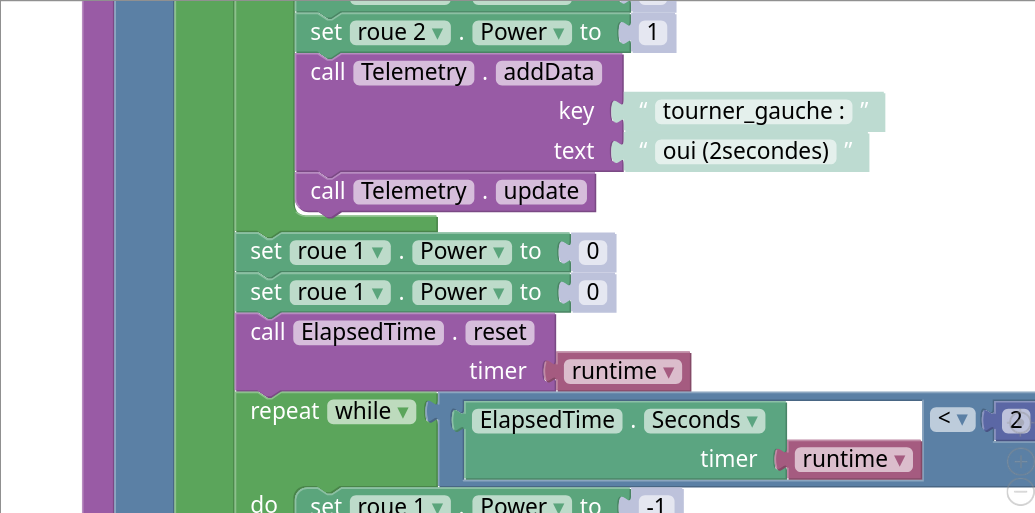 set roue 2 ▾ . Power ▾ to 1
call Telemetry . addData
key “ tourner_gauche : ”
text “ oui (2secondes) ”
call Telemetry . update
set roue 1 ▾ . Power ▾ to 0
set roue 1 ▾ . Power ▾ to 0
call ElapsedTime . reset
timer runtime ▾
repeat while ▾ ElapsedTime . Seconds ▾ < ▾ 2
timer runtime ▾
do set roue 1 ▾ . Power ▾ to -1